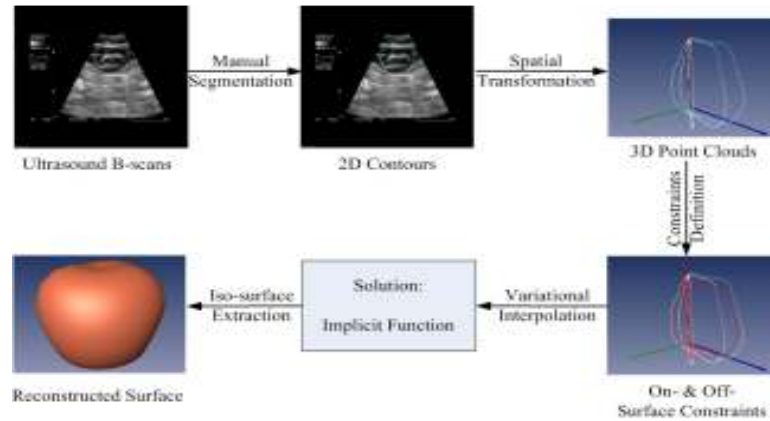 Manual
Segmentation
Spatial
Transformation
Ultrasound B-scans
2D Contours
3D Point Clouds
Constraints
Definition
Solution:
Implicit Function
Iso-surface
Extraction
Variational
Interpolation
Reconstructed Surface
On- & Off-
Surface Constraints